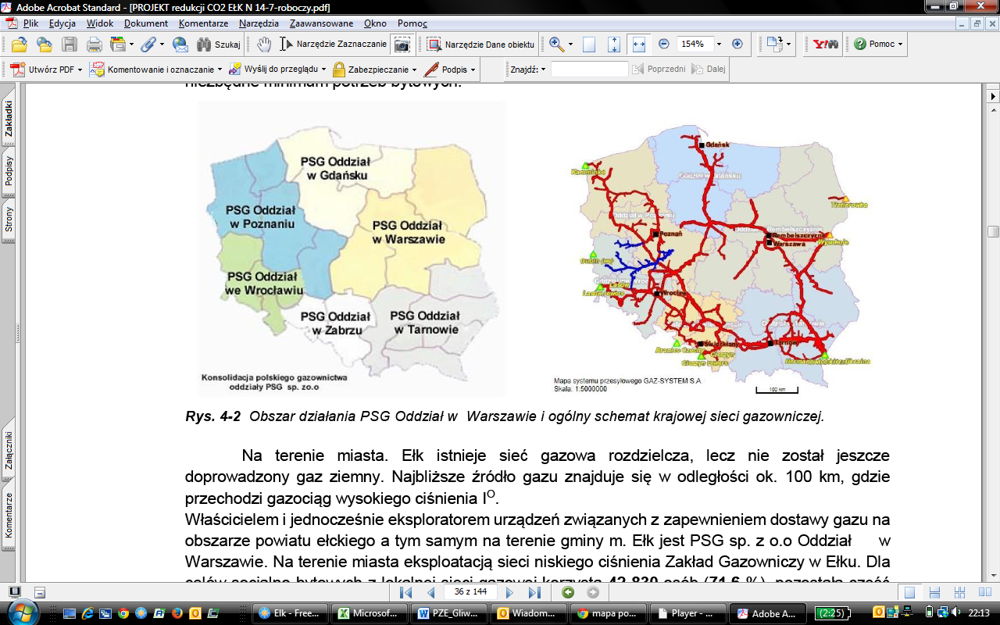 Adobe Acrobat Standard - [PROJEKT redukcji CO2 EŁK N 14-7-roboczy.pdf]
Plik Edycja Widok Dokument Komentarze Narzędzia Zaawansowane Okno Pomoc
Szukaj Narzędzie Zaznaczanie Narzędzie Dane obiektu 154% Y! Pomoc
Utwórz PDF Komentowanie i oznaczanie Wyślij do przeglądu Zabezpieczanie Podpis Znajdź: Poprzedni Dalej
Zakładki
Podpisy
Strony
Załączniki
Komentarze
niezbędne minimum potrzeb bytowych.
PSG Oddział
w Gdańsku
PSG Oddział
w Poznaniu
PSG Oddział
w Warszawie
PSG Oddział
we Wrocławiu
PSG Oddział
w Zabrzu
PSG Oddział
w Tarnowie
Konsolidacja polskiego gazownictwa
oddziały PSG sp. zo.o
Gdańsk
Oddział w Gdańsku
Kamminke
Tietierowka
Oddział w Poznaniu
Poznań
Rembelszczyzna
Warszawa
Wysokoje
Gubin (we)
Lasów
Wrocław
Świerklany
Tarnów
Branice Czechy
Cieszyn
Cieszyn rewers
Mapa systemu przesyłowego GAZ-SYSTEM S.A.
Skala: 1:5000000
100 km
Rys. 4-2 Obszar działania PSG Oddział w Warszawie i ogólny schemat krajowej sieci gazowniczej.
Na terenie miasta. Ełk istnieje sieć gazowa rozdzielcza, lecz nie został jeszcze
doprowadzony gaz ziemny. Najbliższe źródło gazu znajduje się w odległości ok. 100 km, gdzie
przechodzi gazociąg wysokiego ciśnienia I O.
Właścicielem i jednocześnie eksploratorem urządzeń związanych z zapewnieniem dostawy gazu na
obszarze powiatu ełckiego a tym samym na terenie gminy m. Ełk jest PSG sp. z o.o Oddział w
Warszawie. Na terenie miasta eksploatacją sieci niskiego ciśnienia Zakład Gazowniczy w Ełku. Dla
celów socjalno bytowych z lokalnej sieci gazowej korzysta 42 830 osób (71,6 %), pozostała część
36 z 144
Elk - Free... Microsof... PZE_Gliw... Wiadom... mapa po... Player - ... Adobe A... (2:25) 22:13